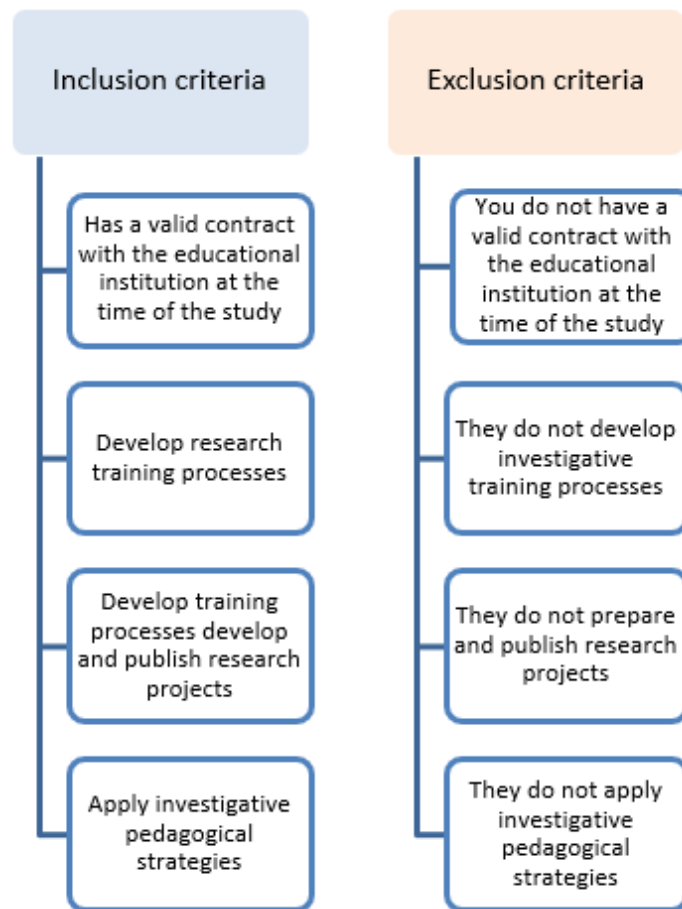 Inclusion criteria
Has a valid contract
with the educational
institution at the
time of the study
Develop research
training processes
Develop training
processes develop
and publish research
projects
Apply investigative
pedagogical
strategies
Exclusion criteria
You do not have a
valid contract with
the educational
institution at the
time of the study
They do not develop
investigative
training processes
They do not prepare
and publish research
projects
They do not apply
investigative
pedagogical
strategies